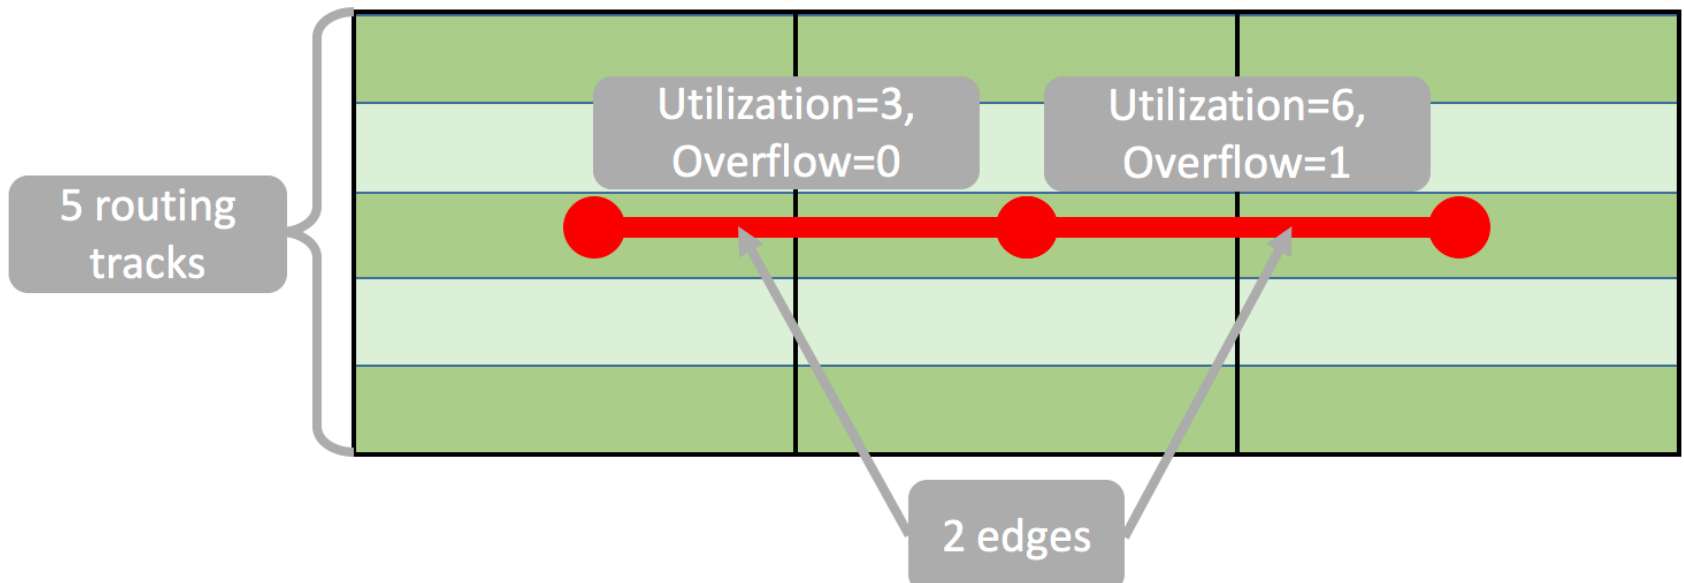 Utilization=3,
Overflow=0
Utilization=6,
Overflow=1
5 routing
tracks
2 edges